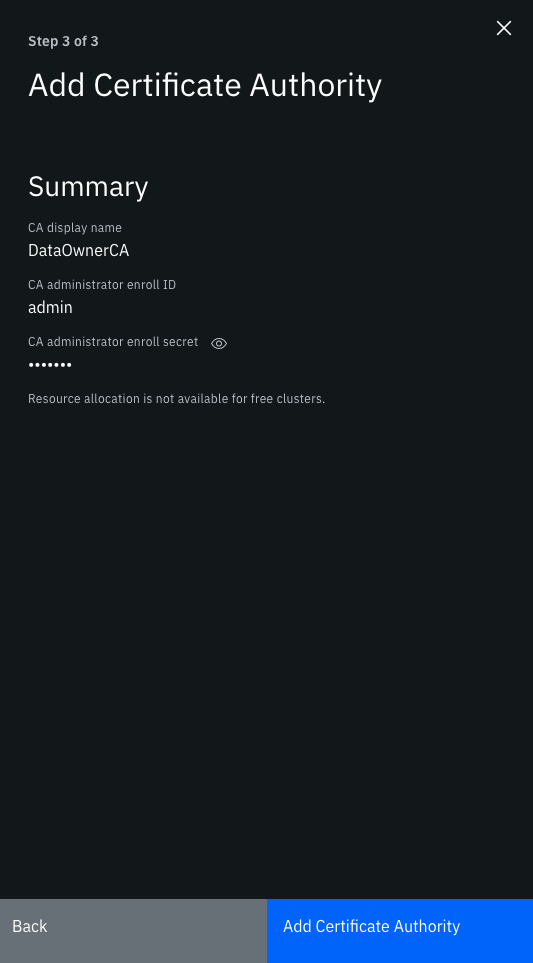 Step 3 of 3
Add Certificate Authority
Summary
CA display name
DataOwnerCA
CA administrator enroll ID
admin
CA administrator enroll secret
•••••••
Resource allocation is not available for free clusters.
Back
Add Certificate Authority